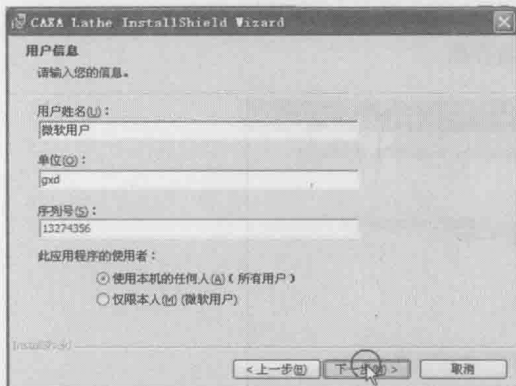 CAXA Lathe InstallShield Wizard
用户信息
请输入您的信息。
用户姓名(U)：
微软用户
单位(O)：
gxd
序列号(S)：
13274356
此应用程序的使用者：
使用本机的任何人(A)（所有用户）
仅限本人(M) (微软用户)
InstallShield
<上一步(B) 下一步(N)> 取消